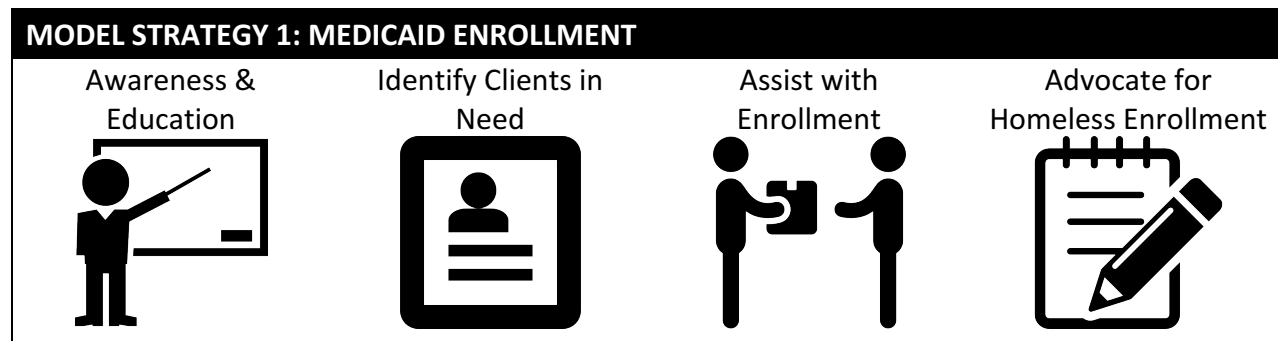 MODEL STRATEGY 1: MEDICAID ENROLLMENT
Awareness &
Education
Identify Clients in
Need
Assist with
Enrollment
Advocate for
Homeless Enrollment